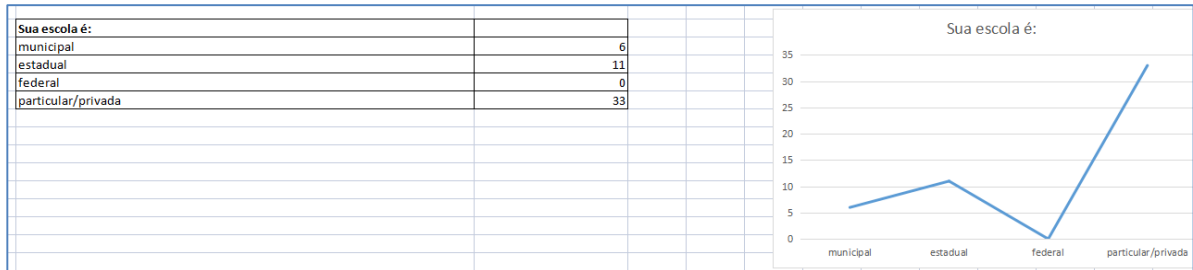 Sua escola é:
municipal 6
estadual 11
federal 0
particular/privada 33
Sua escola é:
35
30
25
20
15
10
5
0
municipal estadual federal particular/privada